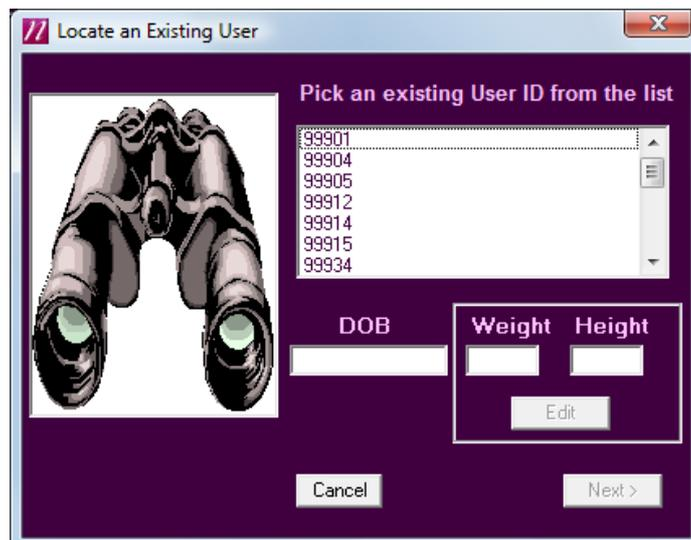 Locate an Existing User
Pick an existing User ID from the list
99901
99904
99905
99912
99914
99915
99934
DOB
Weight Height
Edit
Cancel
Next >